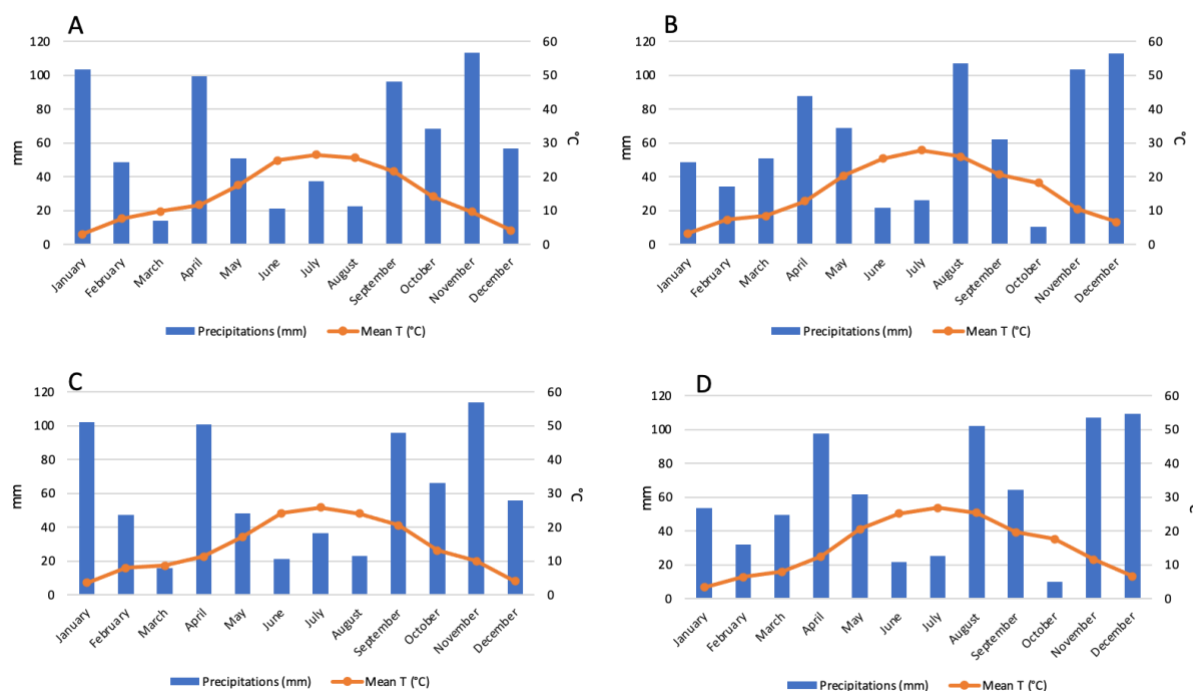 A
120
100
80
60
40
20
0
mm
60
50
40
30
20
10
0
°C
January
February
March
April
May
June
July
August
September
October
November
December
Precipitations (mm)
Mean T (°C)
B
120
100
80
60
40
20
0
mm
60
50
40
30
20
10
0
°C
January
February
March
April
May
June
July
August
September
October
November
December
Precipitations (mm)
Mean T (°C)
C
120
100
80
60
40
20
0
mm
60
50
40
30
20
10
0
°C
January
February
March
April
May
June
July
August
September
October
November
December
Precipitations (mm)
Mean T (°C)
D
120
100
80
60
40
20
0
mm
60
50
40
30
20
10
0
January
February
March
April
May
June
July
August
September
October
November
December
Precipitations (mm)
Mean T (°C)